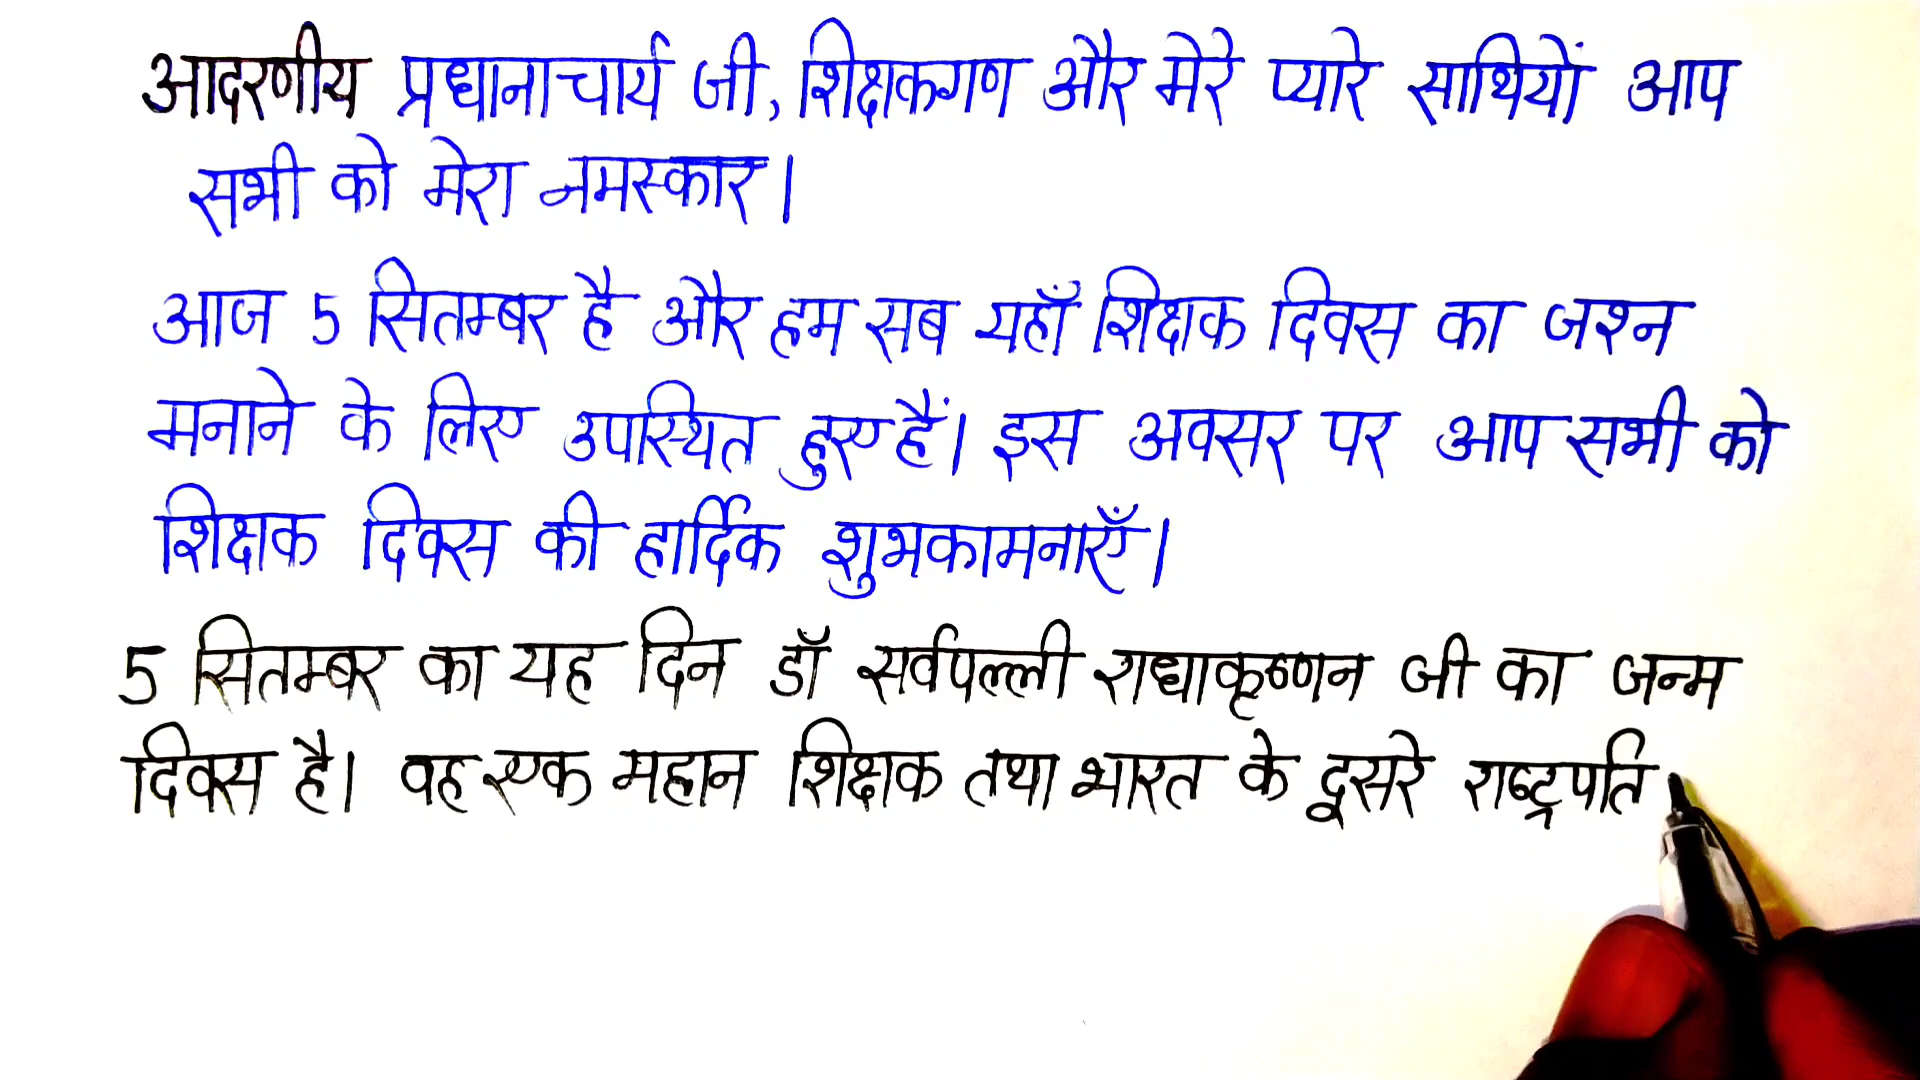 आदरणीय प्रधानाचार्य जी, शिक्षकगण और मेरे प्यारे साथियों आप
सभी को मेरा नमस्कार।
आज 5 सितम्बर है और हम सब यहाँ शिक्षक दिवस का जश्न
मनाने के लिए उपस्थित हुए हैं। इस अवसर पर आप सभी को
शिक्षक दिवस की हार्दिक शुभकामनाएँ।
5 सितम्बर का यह दिन डॉ सर्वपल्ली राधाकृष्णन जी का जन्म
दिवस है। वह एक महान शिक्षक तथा भारत के दूसरे राष्ट्रपति